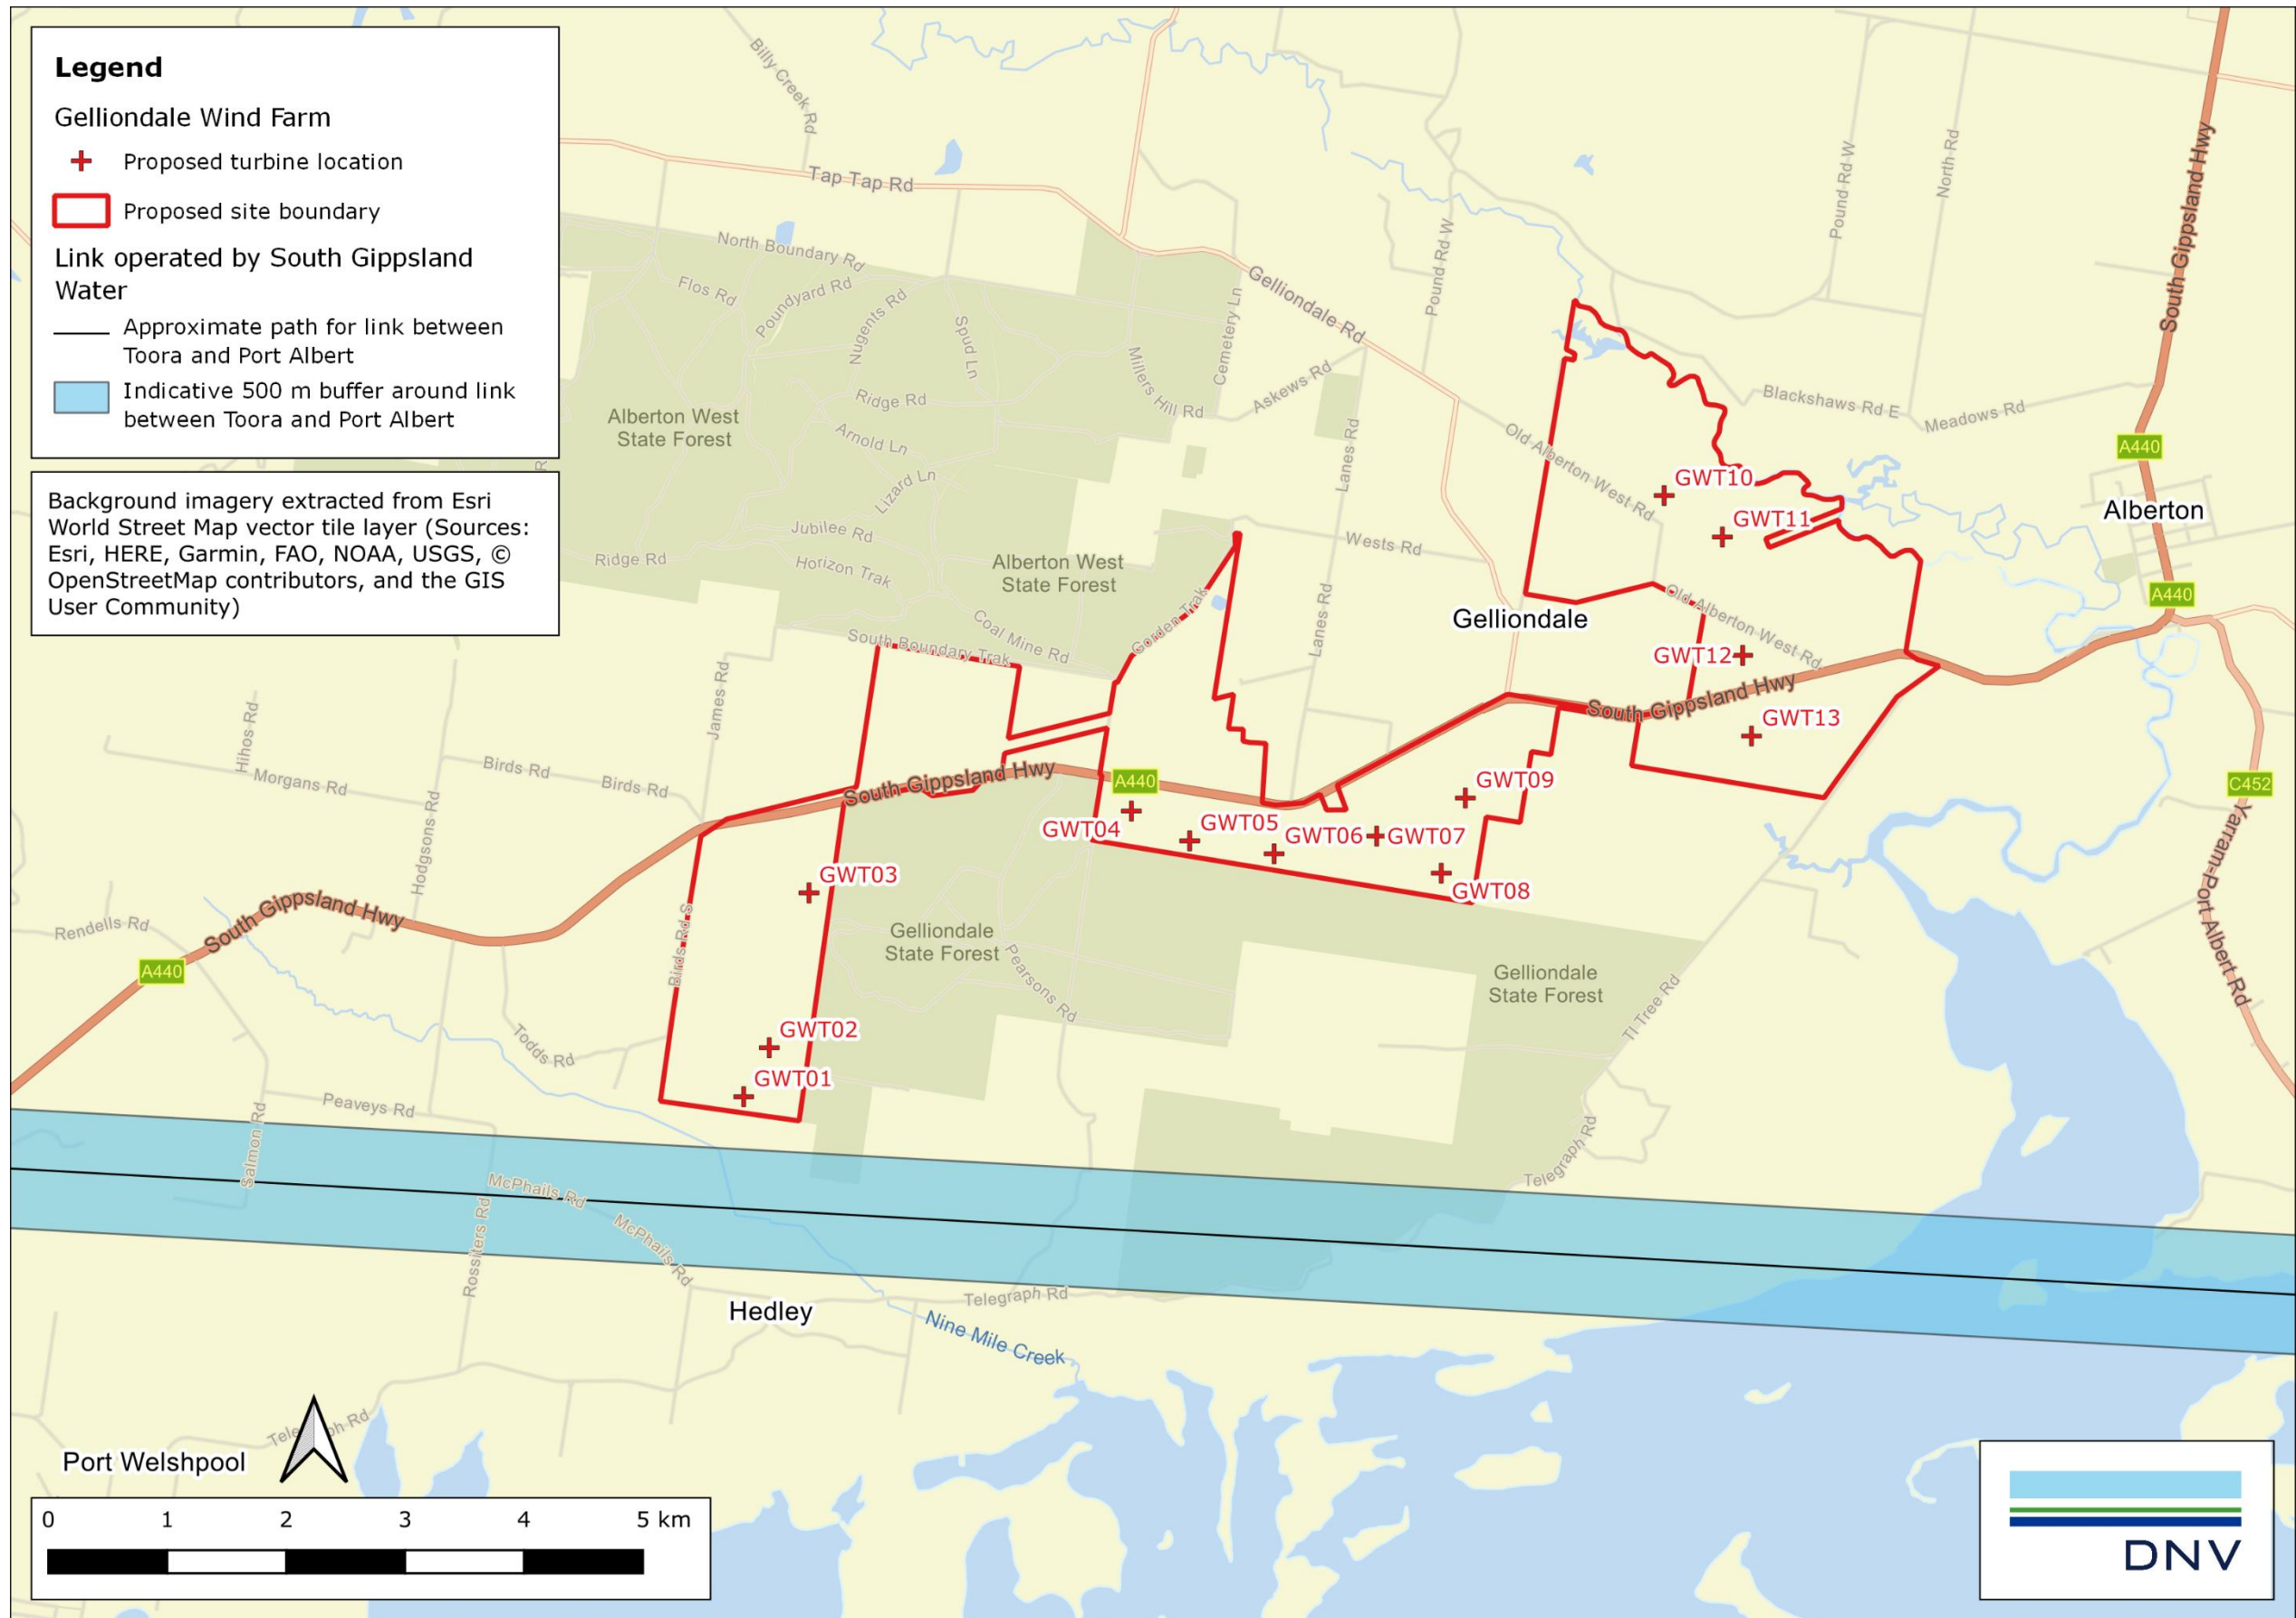 Legend
Gelliondale Wind Farm
Proposed turbine location
Proposed site boundary
Link operated by South Gippsland
Water
Approximate path for link between
Toora and Port Albert
Indicative 500 m buffer around link
between Toora and Port Albert
Background imagery extracted from Esri
World Street Map vector tile layer (Sources:
Esri, HERE, Garmin, FAO, NOAA, USGS, ©
OpenStreetMap contributors, and the GIS
User Community)
Billy Creek Rd
Tap Tap Rd
North Boundary Rd
Flos Rd
Poundyard Rd
Nugents Rd
Spud Ln
Millers Hill Rd
Cemetery Ln
Gelliondale Rd
Pound Rd W
Pound Rd W
North Rd
South Gippsland Hwy
Askews Rd
Ridge Rd
Arnold Ln
Lizard Ln
Alberton West
State Forest
Lanes Rd
Old Alberton West Rd
Blackshaws Rd E
Meadows Rd
A440
GWT10
GWT11
Alberton
Jubilee Rd
Ridge Rd
Horizon Trak
Alberton West
State Forest
Wests Rd
A440
Gorden Trak
Coal Mine Rd
South Boundary Trak
Lanes Rd
Gelliondale
Old Alberton West Rd
GWT12
South Gippsland Hwy
GWT13
James Rd
Hihos Rd
Morgans Rd
Birds Rd
Birds Rd
Hodgsons Rd
South Gippsland Hwy
A440
GWT04
GWT05
GWT06
GWT07
GWT09
GWT08
C452
Yarram-Port Albert Rd
GWT03
Rendells Rd
South Gippsland Hwy
A440
Birds Rd S
Gelliondale
State Forest
Pearsons Rd
Gelliondale
State Forest
TI Tree Rd
GWT02
GWT01
Todds Rd
Peaveys Rd
Salmon Rd
McPhails Rd
McPhails Rd
Rossiters Rd
Telegraph Rd
Hedley
Telegraph Rd
Nine Mile Creek
Port Welshpool
0 1 2 3 4 5 km
DNV